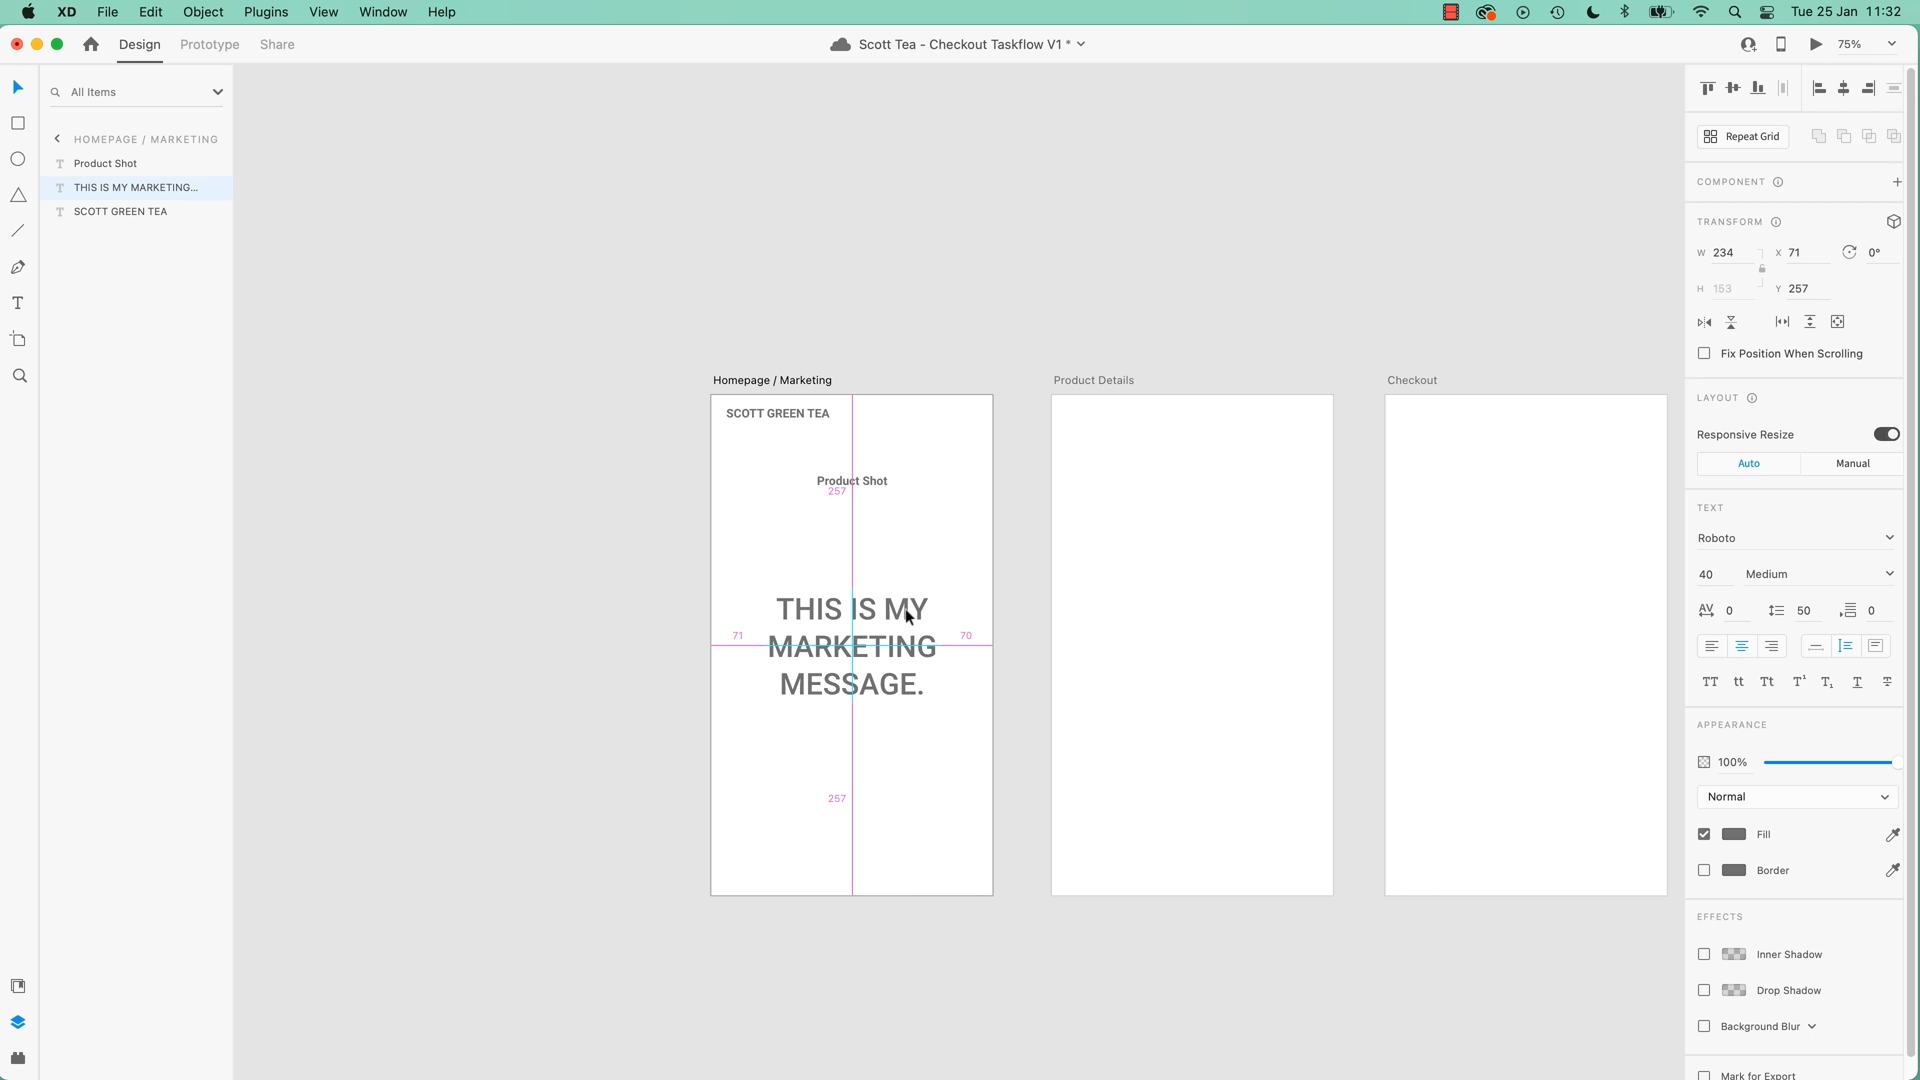 XD File Edit Object Plugins View Window Help
Tue 25 Jan 11:32
Design Prototype Share
Scott Tea - Checkout Taskflow V1 *
75%
All Items
HOMEPAGE / MARKETING
Product Shot
THIS IS MY MARKETING...
SCOTT GREEN TEA
Homepage / Marketing
SCOTT GREEN TEA
Product Shot
257
THIS IS MY
71
70
MARKETING
MESSAGE.
257
Product Details
Checkout
Repeat Grid
COMPONENT
TRANSFORM
W 234 X 71 0°
H 153 Y 257
Fix Position When Scrolling
LAYOUT
Responsive Resize
Auto Manual
TEXT
Roboto
40 Medium
AV 0 50 0
TT tt Tt T¹ T₁ T T
APPEARANCE
100%
Normal
Fill
Border
EFFECTS
Inner Shadow
Drop Shadow
Background Blur
Mark for Export